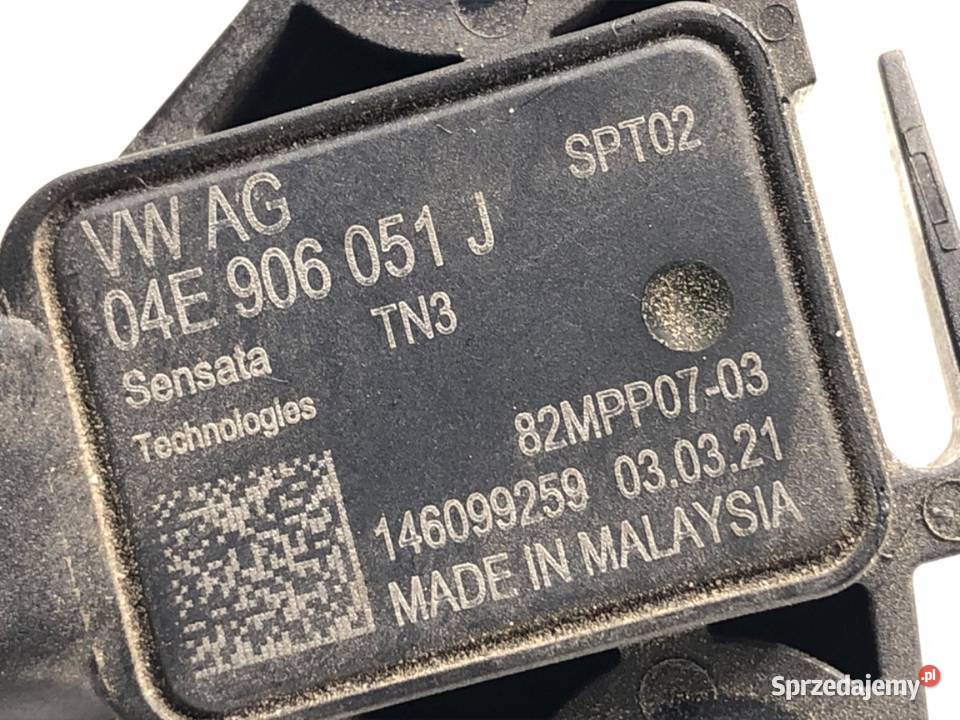 SPT02
VW AG
04E 906 051 J
TN3
Sensata
Technologies
82MPP07-03
146099259 03.03.21
MADE IN MALAYSIA
Sprzedajemy.pl